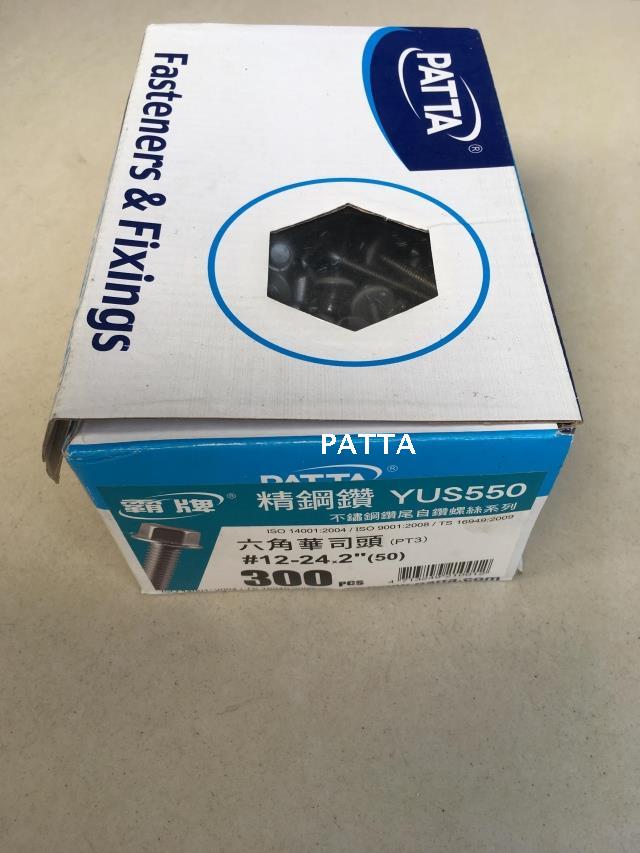 PATTA®
Fasteners & Fixings
PATTA
PATTA®
霸牌®
精鋼鑽 YUS550
不鏽鋼鑽尾自鑽螺絲系列
ISO 14001:2004 / ISO 9001:2008 / TS 16949:2009
六角華司頭 (PT3)
#12-24.2"(50)
300 PCS